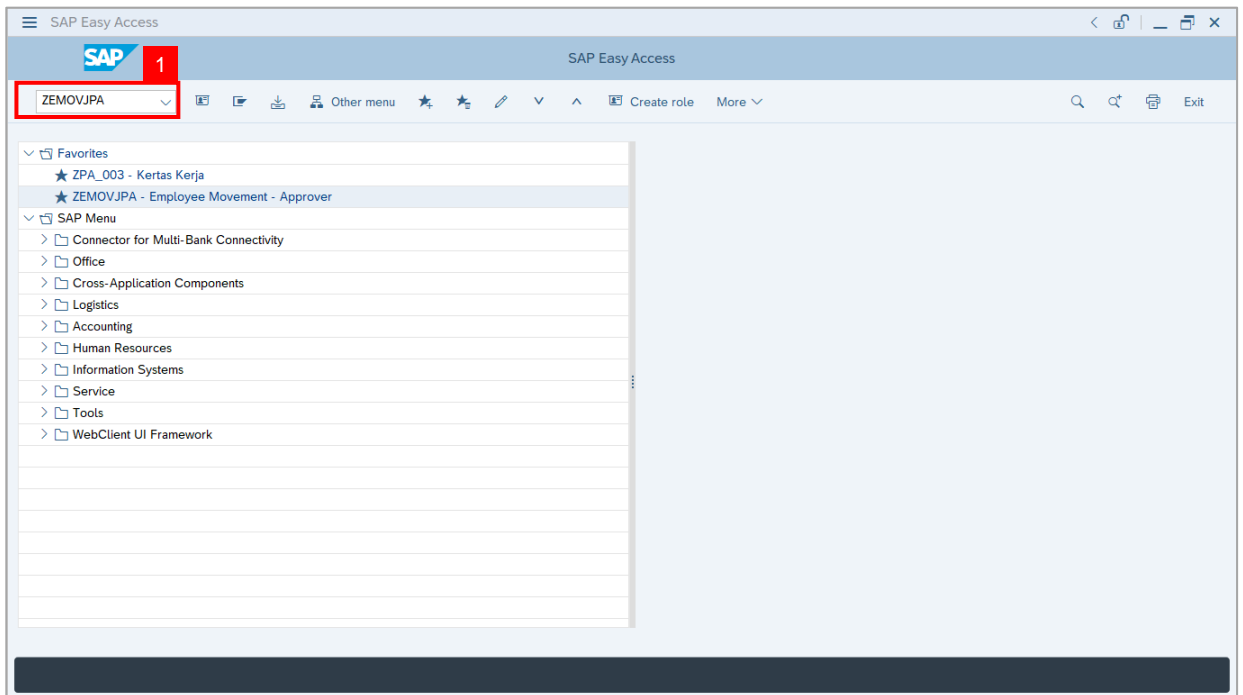 SAP Easy Access
SAP
1
SAP Easy Access
ZEMOVJPA
Other menu
Create role
More
Exit
Favorites
ZPA_003 - Kertas Kerja
ZEMOVJPA - Employee Movement - Approver
SAP Menu
Connector for Multi-Bank Connectivity
Office
Cross-Application Components
Logistics
Accounting
Human Resources
Information Systems
Service
Tools
WebClient UI Framework